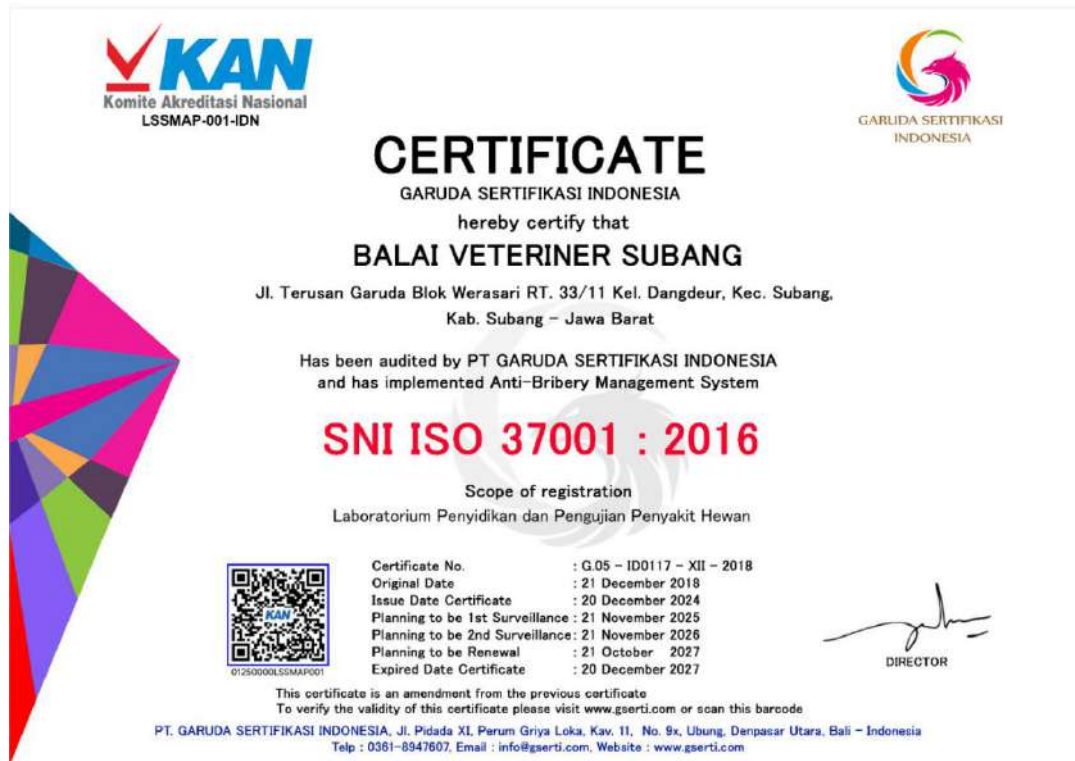 KAN
Komite Akreditasi Nasional
LSSMAP-001-IDN
GARUDA SERTIFIKASI
INDONESIA
CERTIFICATE
GARUDA SERTIFIKASI INDONESIA
hereby certify that
BALAI VETERINER SUBANG
Jl. Terusan Garuda Blok Werasari RT. 33/11 Kel. Dangdeur, Kec. Subang,
Kab. Subang - Jawa Barat
Has been audited by PT GARUDA SERTIFIKASI INDONESIA
and has implemented Anti-Bribery Management System
SNI ISO 37001 : 2016
Scope of registration
Laboratorium Penyidikan dan Pengujian Penyakit Hewan
KAN
01250000LSSMAP001
Certificate No. : G.05 - ID0117 - XII - 2018
Original Date : 21 December 2018
Issue Date Certificate : 20 December 2024
Planning to be 1st Surveillance : 21 November 2025
Planning to be 2nd Surveillance : 21 November 2026
Planning to be Renewal : 21 October 2027
Expired Date Certificate : 20 December 2027
DIRECTOR
This certificate is an amendment from the previous certificate
To verify the validity of this certificate please visit www.gserti.com or scan this barcode
PT. GARUDA SERTIFIKASI INDONESIA, Jl. Pidada XI, Perum Griya Loka, Kav. 11, No. 9x, Ubung, Denpasar Utara, Bali - Indonesia
Telp : 0361-8947607, Email : info@gserti.com, Website : www.gserti.com